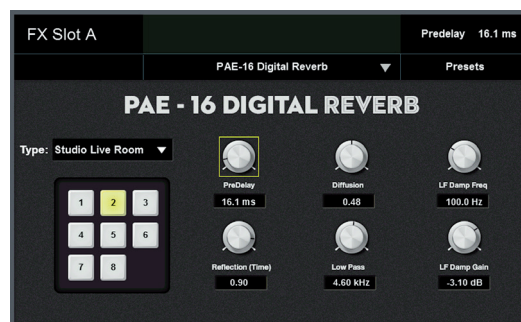 FX Slot A
Predelay 16.1 ms
PAE-16 Digital Reverb
Presets
PAE - 16 DIGITAL REVERB
Type: Studio Live Room
1 2 3
4 5 6
7 8
PreDelay Diffusion LF Damp Freq
16.1 ms 0.48 100.0 Hz
Reflection (Time) Low Pass LF Damp Gain
0.90 4.60 kHz -3.10 dB